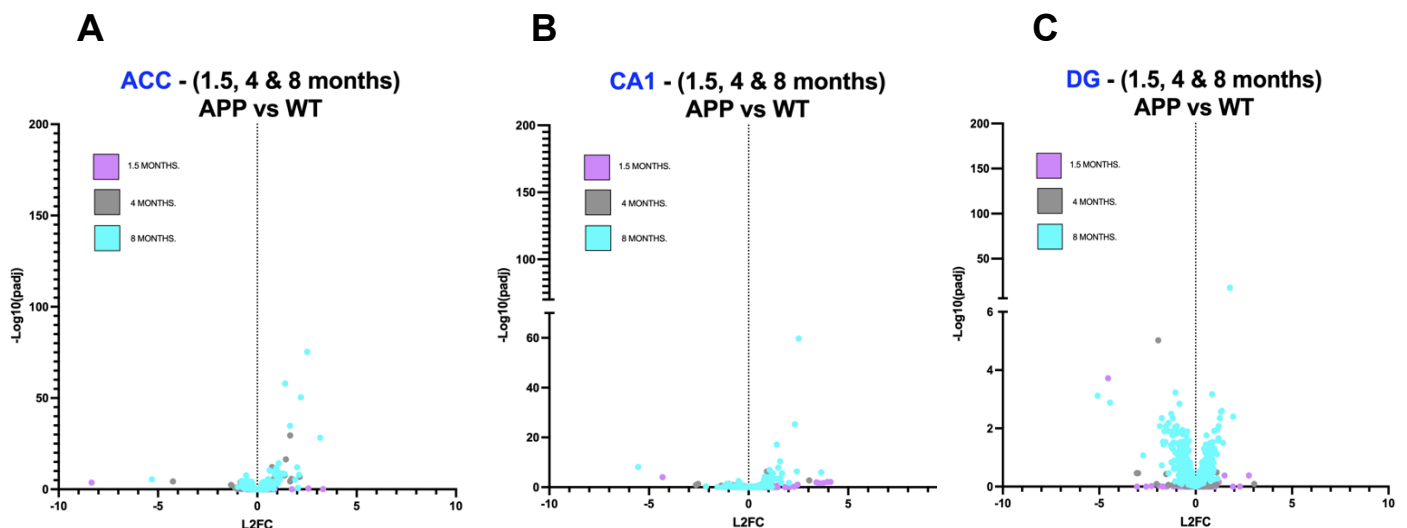 A
ACC - (1.5, 4 & 8 months)
APP vs WT
200
150
100
50
0
-Log10(padj)
1.5 MONTHS.
4 MONTHS.
8 MONTHS.
-10
-5
0
5
10
L2FC
B
CA1 - (1.5, 4 & 8 months)
APP vs WT
200
150
100
60
40
20
0
-Log10(padj)
1.5 MONTHS.
4 MONTHS.
8 MONTHS.
-10
-5
0
5
L2FC
C
DG - (1.5, 4 & 8 months)
APP vs WT
200
150
100
50
6
4
2
0
-Log10(padj)
1.5 MONTHS.
4 MONTHS.
8 MONTHS.
-10
-5
0
5
10
L2FC